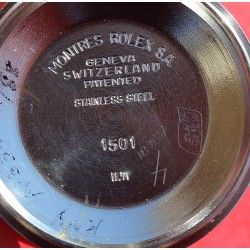 MONTRES ROLEX S.A.
GENEVA
SWITZERLAND
PATENTED
STAINLESS STEEL
1501